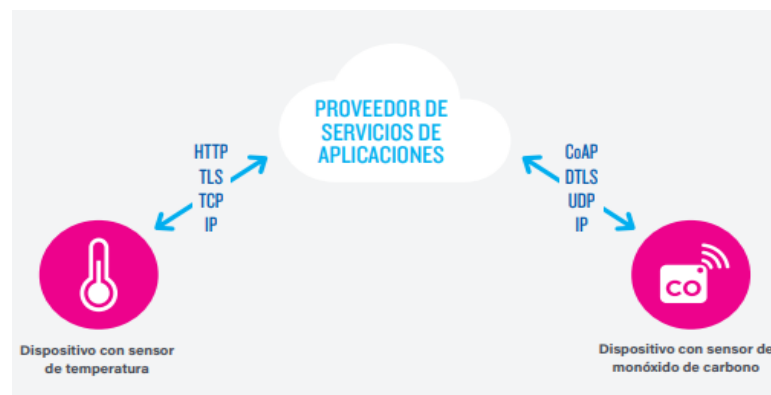 PROVEEDOR DE
SERVICIOS DE
APLICACIONES
HTTP
TLS
TCP
IP
CoAP
DTLS
UDP
IP
CO
Dispositivo con sensor
de temperatura
Dispositivo con sensor de
monóxido de carbono